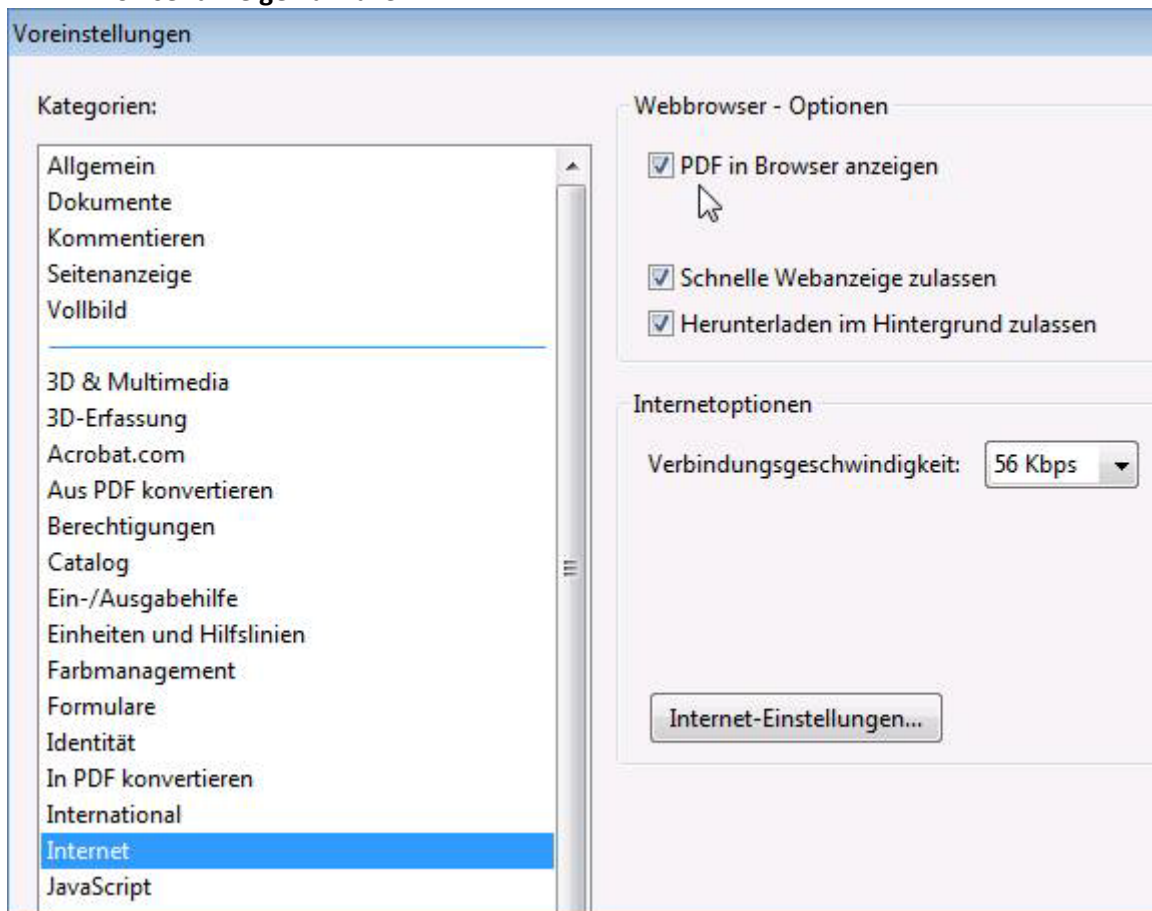 Voreinstellungen
Kategorien:
Allgemein
Dokumente
Kommentieren
Seitenanzeige
Vollbild
3D & Multimedia
3D-Erfassung
Acrobat.com
Aus PDF konvertieren
Berechtigungen
Catalog
Ein-/Ausgabehilfe
Einheiten und Hilfslinien
Farbmanagement
Formulare
Identität
In PDF konvertieren
International
Internet
JavaScript
Webbrowser - Optionen
PDF in Browser anzeigen
Schnelle Webanzeige zulassen
Herunterladen im Hintergrund zulassen
Internetoptionen
Verbindungsgeschwindigkeit: 56 Kbps
Internet-Einstellungen...